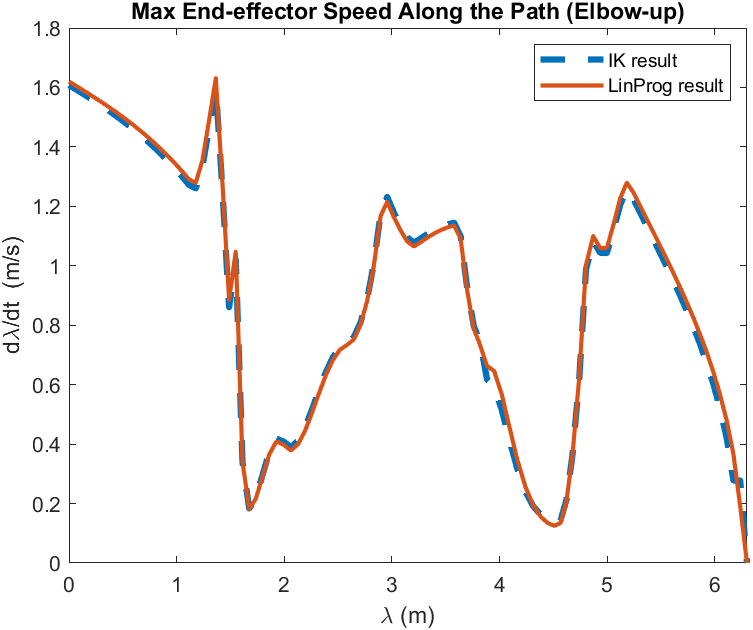 Max End-effector Speed Along the Path (Elbow-up)
1.8
1.6
1.4
1.2
1
0.8
0.6
0.4
0.2
0
dλ/dt (m/s)
IK result
LinProg result
0 1 2 3 4 5 6
λ (m)